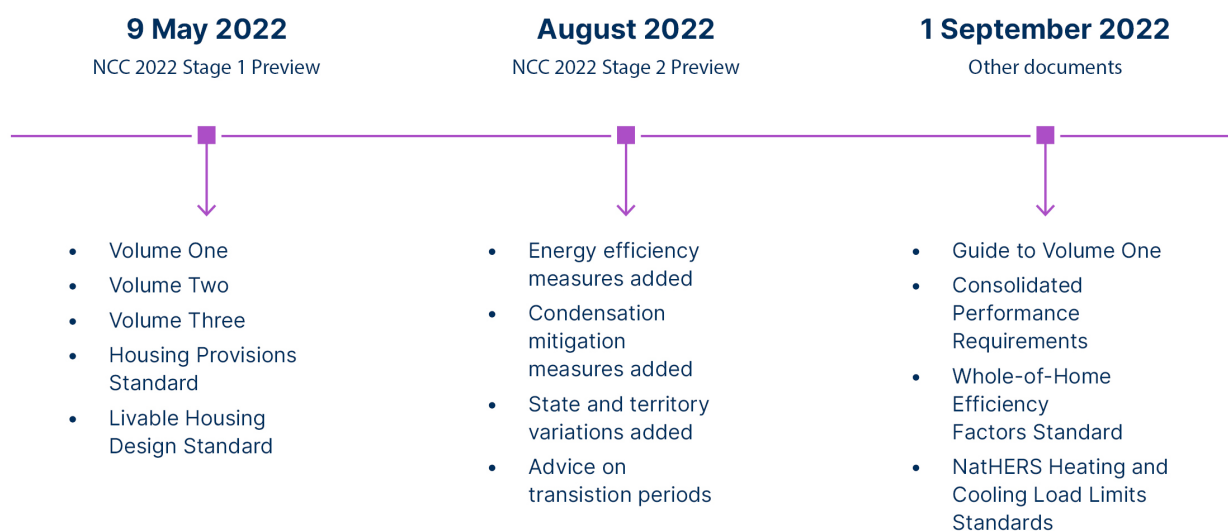 9 May 2022
NCC 2022 Stage 1 Preview
• Volume One
• Volume Two
• Volume Three
• Housing Provisions
Standard
• Livable Housing
Design Standard
August 2022
NCC 2022 Stage 2 Preview
• Energy efficiency
measures added
• Condensation
mitigation
measures added
• State and territory
variations added
• Advice on
transistion periods
1 September 2022
Other documents
• Guide to Volume One
• Consolidated
Performance
Requirements
• Whole-of-Home
Efficiency
Factors Standard
• NatHERS Heating and
Cooling Load Limits
Standards